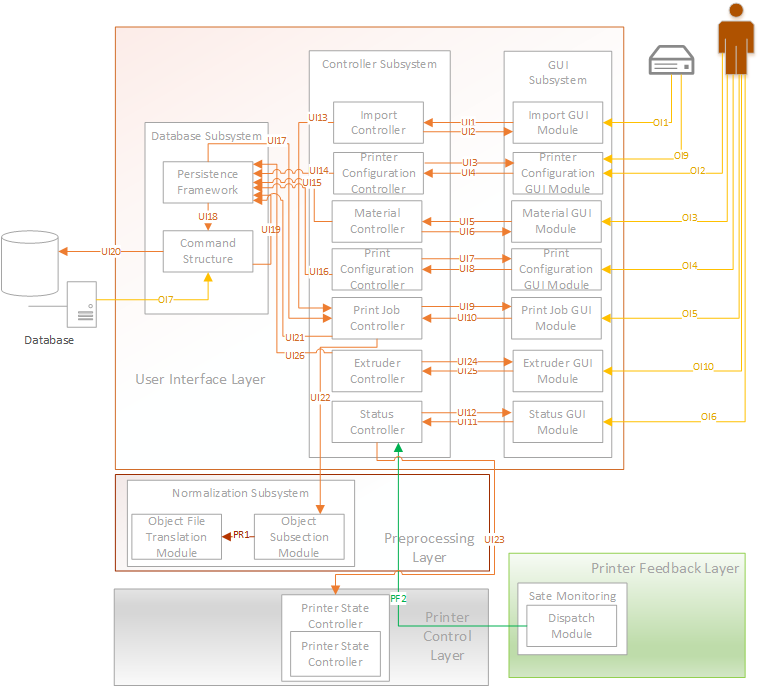 Controller Subsystem
GUI
Subsystem
Import
Controller
UI1
UI2
Import GUI
Module
OI1
UI13
Database Subsystem
UI17
Persistence
Framework
UI14
UI15
Printer
Configuration
Controller
UI3
UI4
Printer
Configuration
GUI Module
OI9
OI2
UI18
Material
Controller
UI5
UI6
Material GUI
Module
OI3
UI19
Command
Structure
UI20
UI16
Print
Configuration
Controller
UI7
UI8
Print
Configuration
GUI Module
OI4
OI7
Print Job
Controller
UI9
UI10
Print Job GUI
Module
OI5
Database
UI21
UI26
Extruder
Controller
UI24
UI25
Extruder GUI
Module
OI10
User Interface Layer
UI22
Status
Controller
UI12
UI11
Status GUI
Module
OI6
Normalization Subsystem
Object File
Translation
Module
PR1
Object
Subsection
Module
Preprocessing
Layer
UI23
Printer Feedback Layer
Sate Monitoring
Dispatch
Module
PF2
Printer State
Controller
Printer State
Controller
Printer
Control
Layer